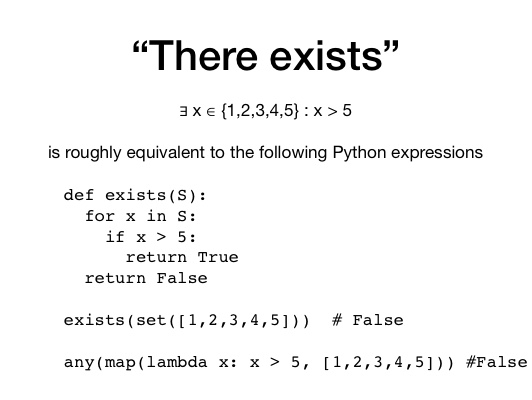 “There exists”
∃ x ∈ {1,2,3,4,5} : x > 5
is roughly equivalent to the following Python expressions
def exists(S):
  for x in S:
    if x > 5:
      return True
  return False
exists(set([1,2,3,4,5]))  # False
any(map(lambda x: x > 5, [1,2,3,4,5])) #False